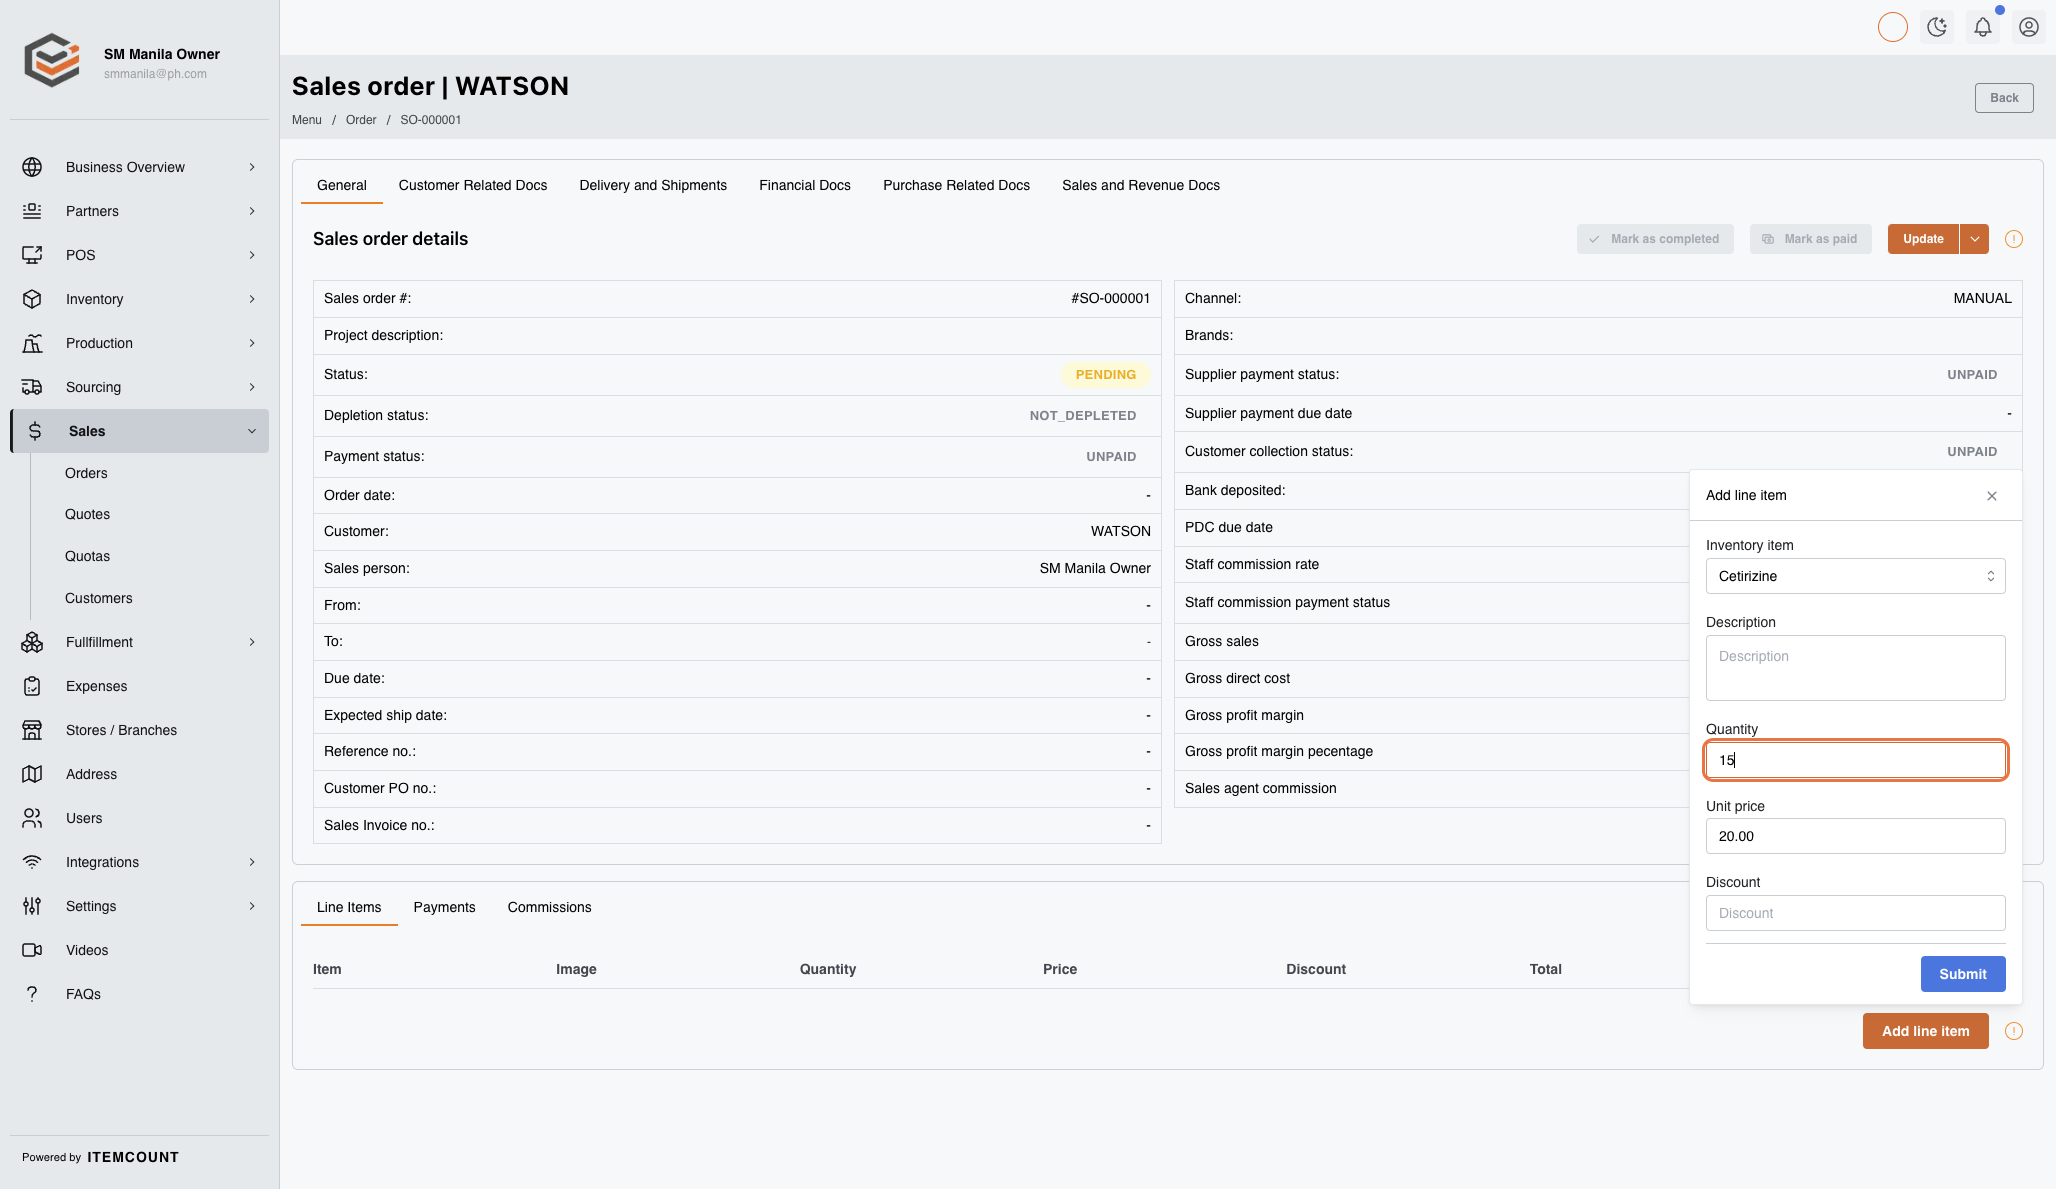 SM Manila Owner
smmanila@ph.com
Business Overview
Partners
POS
Inventory
Production
Sourcing
Sales
Orders
Quotes
Quotas
Customers
Fullfillment
Expenses
Stores / Branches
Address
Users
Integrations
Settings
Videos
FAQs
Powered by ITEMCOUNT
Sales order | WATSON
Menu / Order / SO-000001
Back
General Customer Related Docs Delivery and Shipments Financial Docs Purchase Related Docs Sales and Revenue Docs
Sales order details
Mark as completed Mark as paid Update
Sales order #: #SO-000001
Project description:
Status: PENDING
Depletion status: NOT_DEPLETED
Payment status: UNPAID
Order date: -
Customer: WATSON
Sales person: SM Manila Owner
From: -
To: -
Due date: -
Expected ship date: -
Reference no.: -
Customer PO no.: -
Sales Invoice no.: -
Channel: MANUAL
Brands:
Supplier payment status: UNPAID
Supplier payment due date -
Customer collection status: UNPAID
Bank deposited:
PDC due date
Staff commission rate
Staff commission payment status
Gross sales
Gross direct cost
Gross profit margin
Gross profit margin pecentage
Sales agent commission
Add line item
Inventory item
Cetirizine
Description
Description
Quantity
15
Unit price
20.00
Discount
Discount
Submit
Line Items Payments Commissions
Item Image Quantity Price Discount Total
Add line item